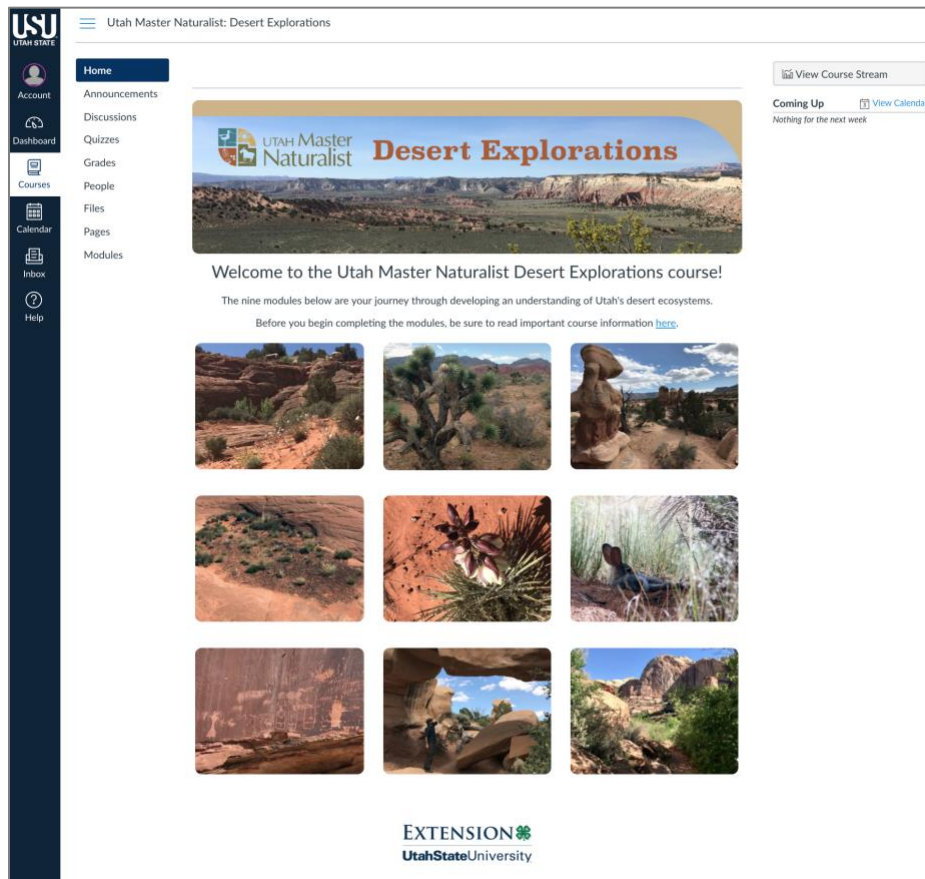 USU
UTAH STATE
Account
Dashboard
Courses
Calendar
Inbox
Help
Utah Master Naturalist: Desert Explorations
Home
Announcements
Discussions
Quizzes
Grades
People
Files
Pages
Modules
UTAH Master
Naturalist
Desert Explorations
Welcome to the Utah Master Naturalist Desert Explorations course!
The nine modules below are your journey through developing an understanding of Utah's desert ecosystems.
Before you begin completing the modules, be sure to read important course information here.
EXTENSION
UtahStateUniversity
View Course Stream
Coming Up
View Calenda
Nothing for the next week